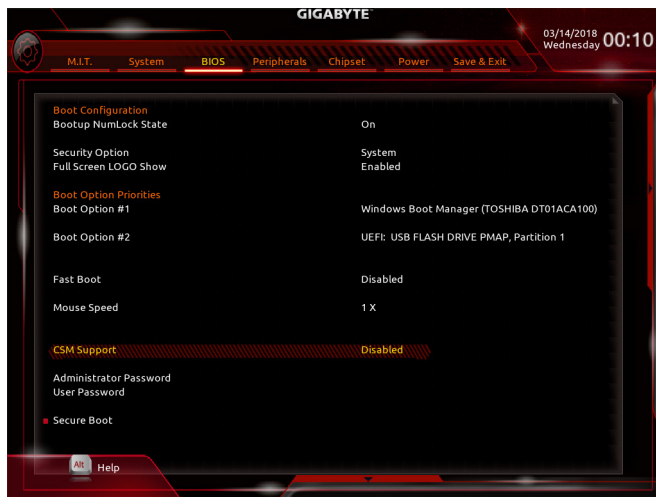 GIGABYTE™
03/14/2018
Wednesday 00:10
M.I.T. System BIOS Peripherals Chipset Power Save & Exit
Boot Configuration
Bootup NumLock State On
Security Option System
Full Screen LOGO Show Enabled
Boot Option Priorities
Boot Option #1 Windows Boot Manager (TOSHIBA DT01ACA100)
Boot Option #2 UEFI: USB FLASH DRIVE PMAP, Partition 1
Fast Boot Disabled
Mouse Speed 1 X
CSM Support Disabled
Administrator Password
User Password
Secure Boot
Alt Help